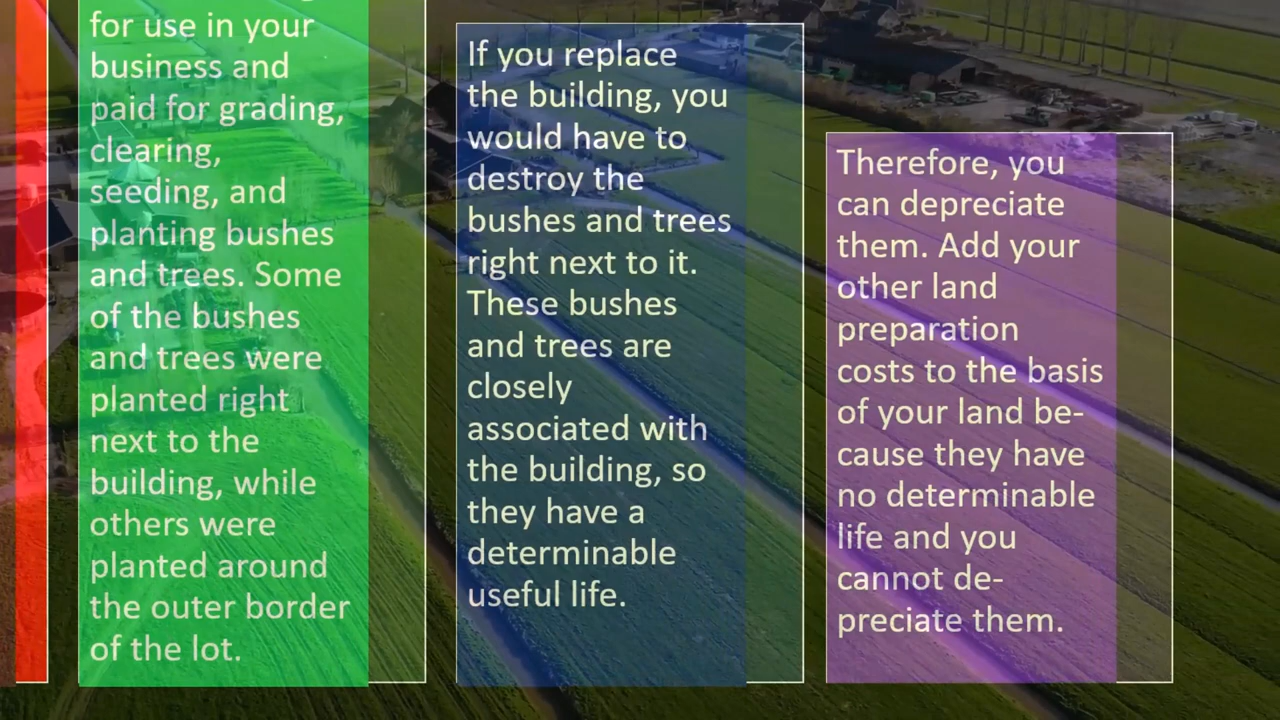 for use in your
business and
paid for grading,
clearing,
seeding, and
planting bushes
and trees. Some
of the bushes
and trees were
planted right
next to the
building, while
others were
planted around
the outer border
of the lot.
If you replace
the building, you
would have to
destroy the
bushes and trees
right next to it.
These bushes
and trees are
closely
associated with
the building, so
they have a
determinable
useful life.
Therefore, you
can depreciate
them. Add your
other land
preparation
costs to the basis
of your land be-
cause they have
no determinable
life and you
cannot de-
preciate them.